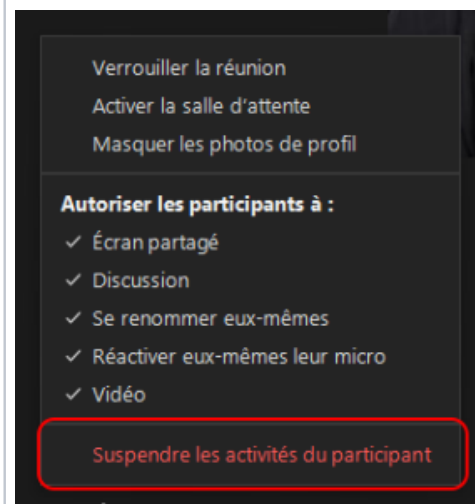 Verrouiller la réunion
Activer la salle d'attente
Masquer les photos de profil
Autoriser les participants à :
Écran partagé
Discussion
Se renommer eux-mêmes
Réactiver eux-mêmes leur micro
Vidéo
Suspendre les activités du participant